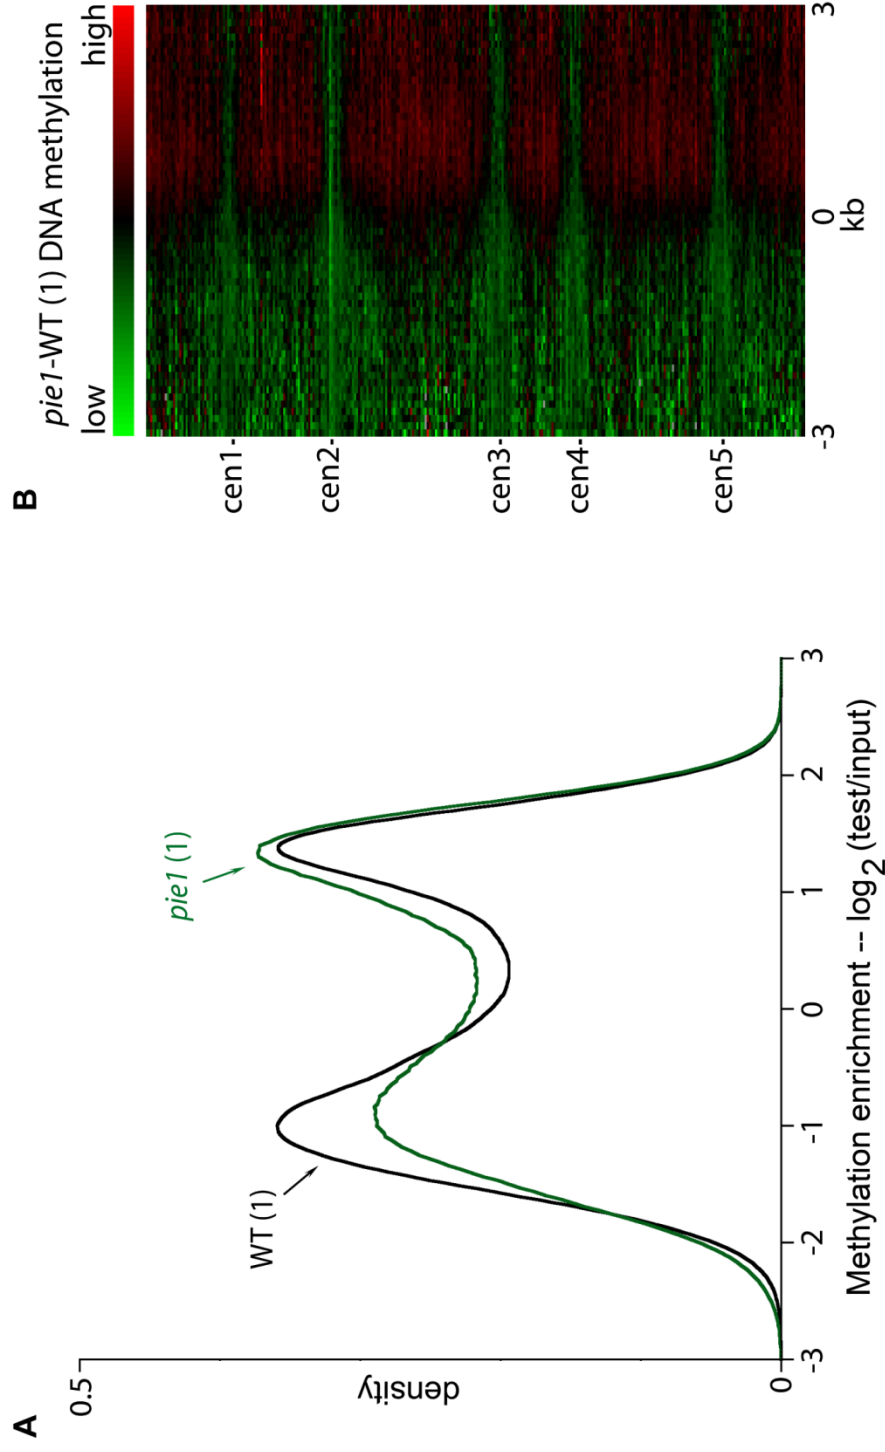 A
0.5
density
0
WT (1)
pie1 (1)
-3
-2
-1
0
1
2
3
Methylation enrichment -- log2 (test/input)
B
pie1-WT (1) DNA methylation
low
high
cen1
cen2
cen3
cen4
cen5
-3
0
3
kb